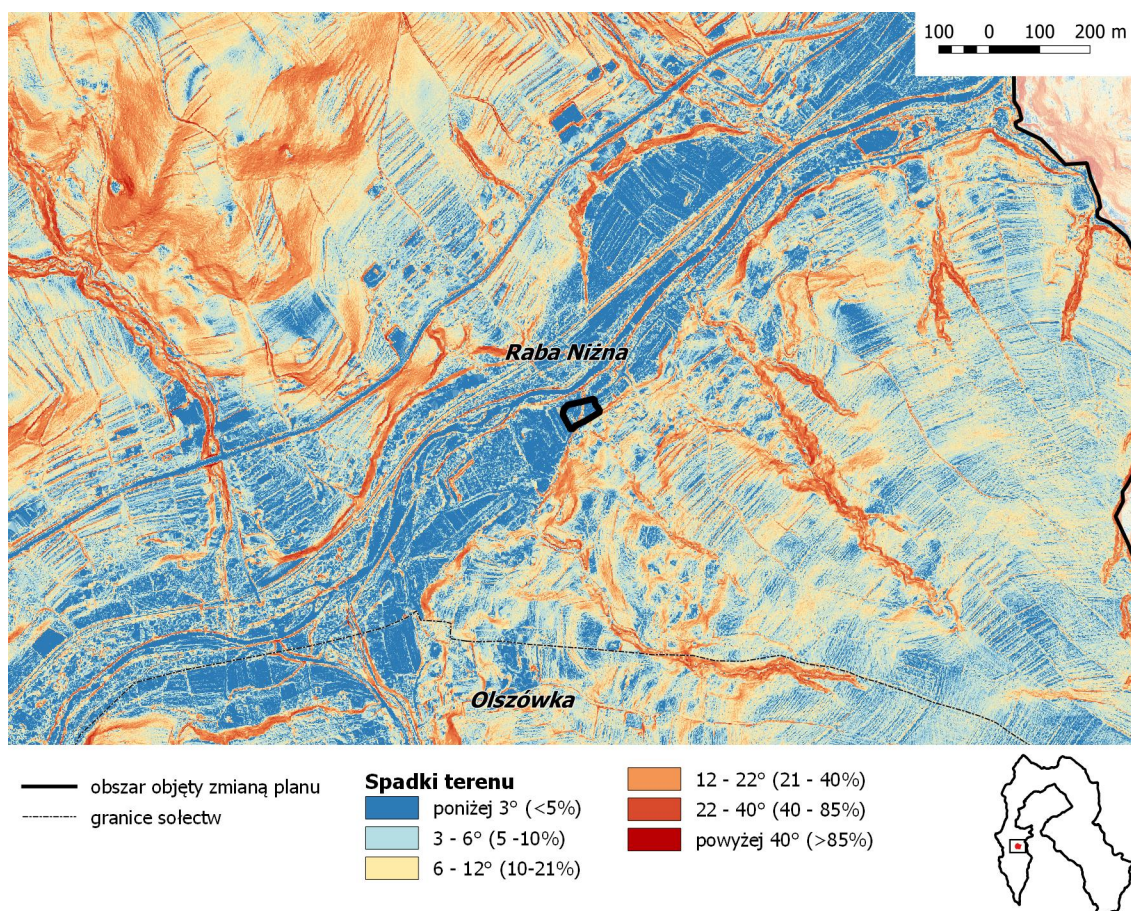 100 0 100 200 m
Raba Niżna
Olszówka
obszar objęty zmianą planu
granice sołectw
Spadki terenu
poniżej 3° (<5%)
3 - 6° (5 -10%)
6 - 12° (10-21%)
12 - 22° (21 - 40%)
22 - 40° (40 - 85%)
powyżej 40° (>85%)